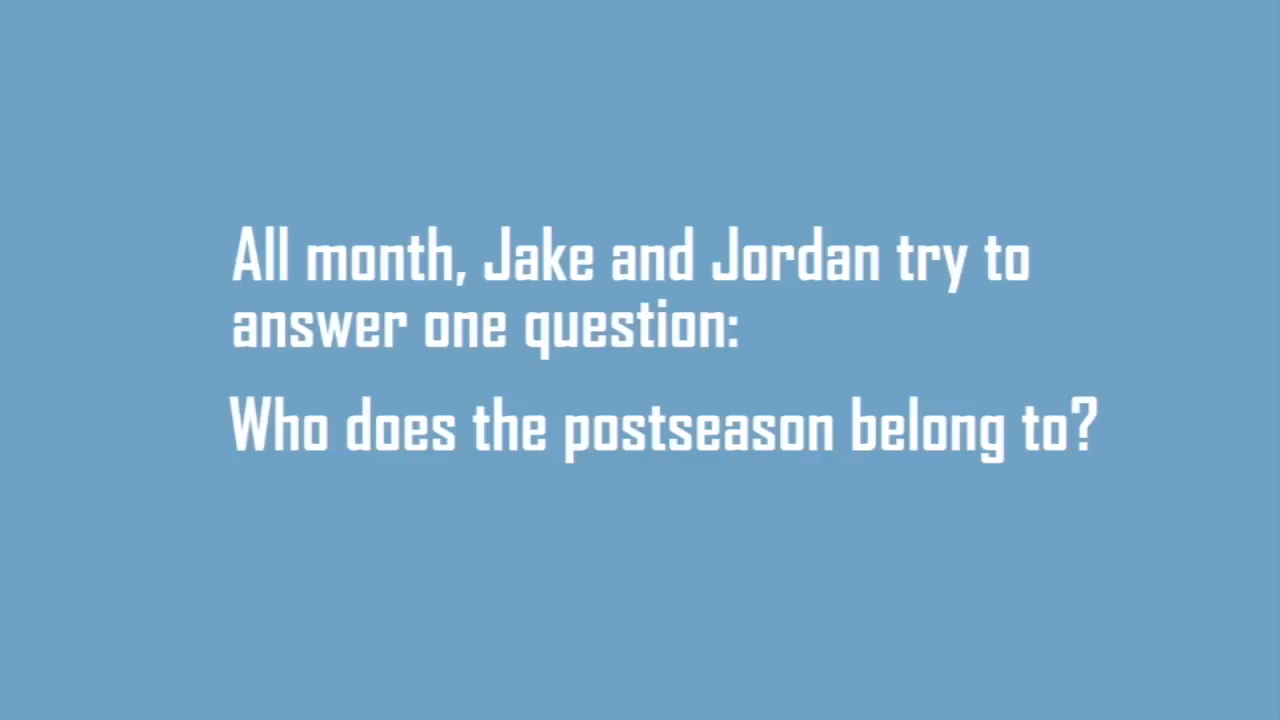 All month, Jake and Jordan try to
answer one question:
Who does the postseason belong to?